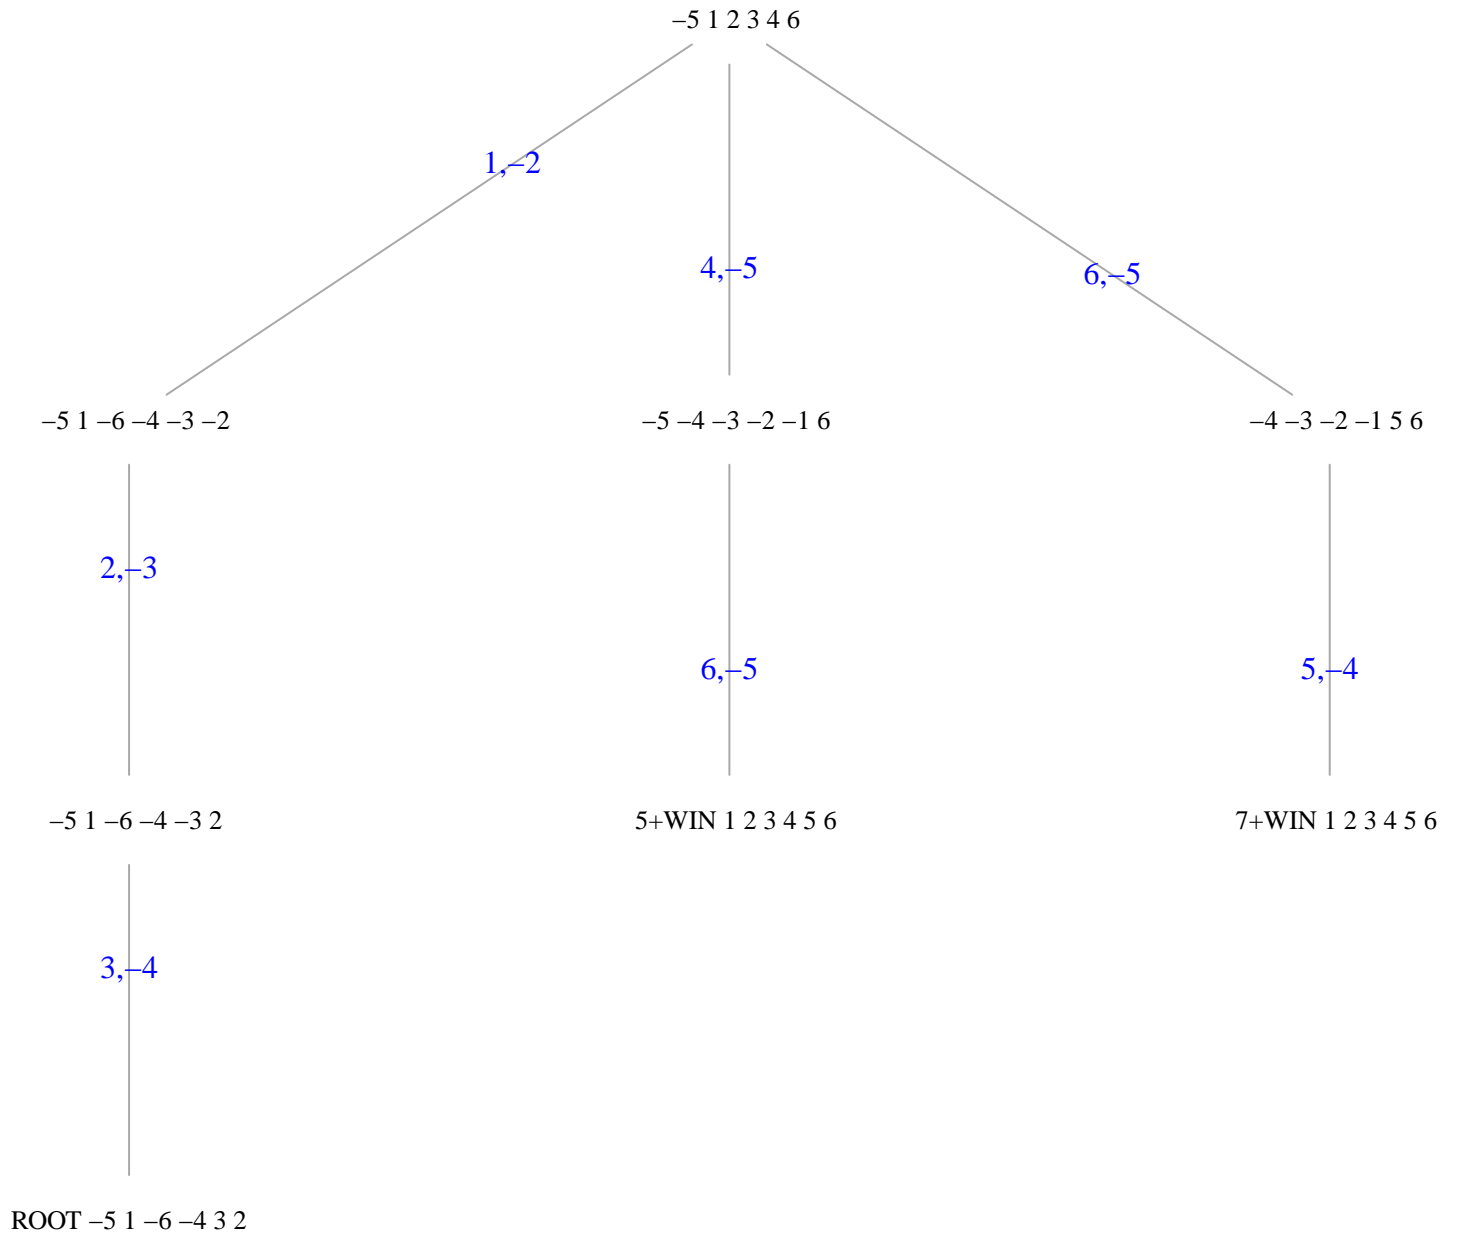 –5 1 2 3 4 6
1,–2
4,–5
6,–5
–5 1 –6 –4 –3 –2
–5 –4 –3 –2 –1 6
–4 –3 –2 –1 5 6
2,–3
6,–5
5,–4
–5 1 –6 –4 –3 2
5+WIN 1 2 3 4 5 6
7+WIN 1 2 3 4 5 6
3,–4
ROOT –5 1 –6 –4 3 2